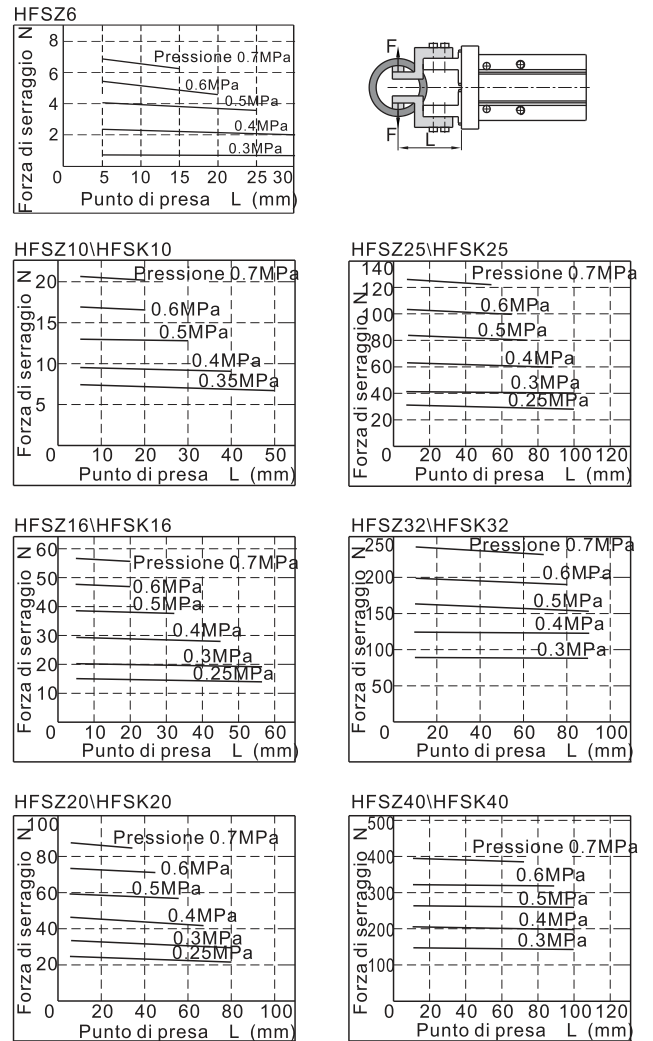 HFSZ6
Forza di serraggio N
8
6
4
2
0
Pressione 0.7MPa
0.6MPa
0.5MPa
0.4MPa
0.3MPa
5 10 15 20 25 30
Punto di presa L (mm)
F
F
L
HFSZ10\HFSK10
Forza di serraggio N
20
15
10
5
0
Pressione 0.7MPa
0.6MPa
0.5MPa
0.4MPa
0.35MPa
10 20 30 40 50
Punto di presa L (mm)
HFSZ25\HFSK25
Forza di serraggio N
140
120
100
80
60
40
20
0
Pressione 0.7MPa
0.6MPa
0.5MPa
0.4MPa
0.3MPa
0.25MPa
20 40 60 80 100 120
Punto di presa L (mm)
HFSZ16\HFSK16
Forza di serraggio N
60
50
40
30
20
10
0
Pressione 0.7MPa
0.6MPa
0.5MPa
0.4MPa
0.3MPa
0.25MPa
10 20 30 40 50 60
Punto di presa L (mm)
HFSZ32\HFSK32
Forza di serraggio N
250
200
150
100
50
0
Pressione 0.7MPa
0.6MPa
0.5MPa
0.4MPa
0.3MPa
20 40 60 80 100
Punto di presa L (mm)
HFSZ20\HFSK20
Forza di serraggio N
100
80
60
40
20
0
Pressione 0.7MPa
0.6MPa
0.5MPa
0.4MPa
0.3MPa
0.25MPa
20 40 60 80 100
Punto di presa L (mm)
HFSZ40\HFSK40
Forza di serraggio N
500
400
300
200
100
0
Pressione 0.7MPa
0.6MPa
0.5MPa
0.4MPa
0.3MPa
20 40 60 80 100 120
Punto di presa L (mm)